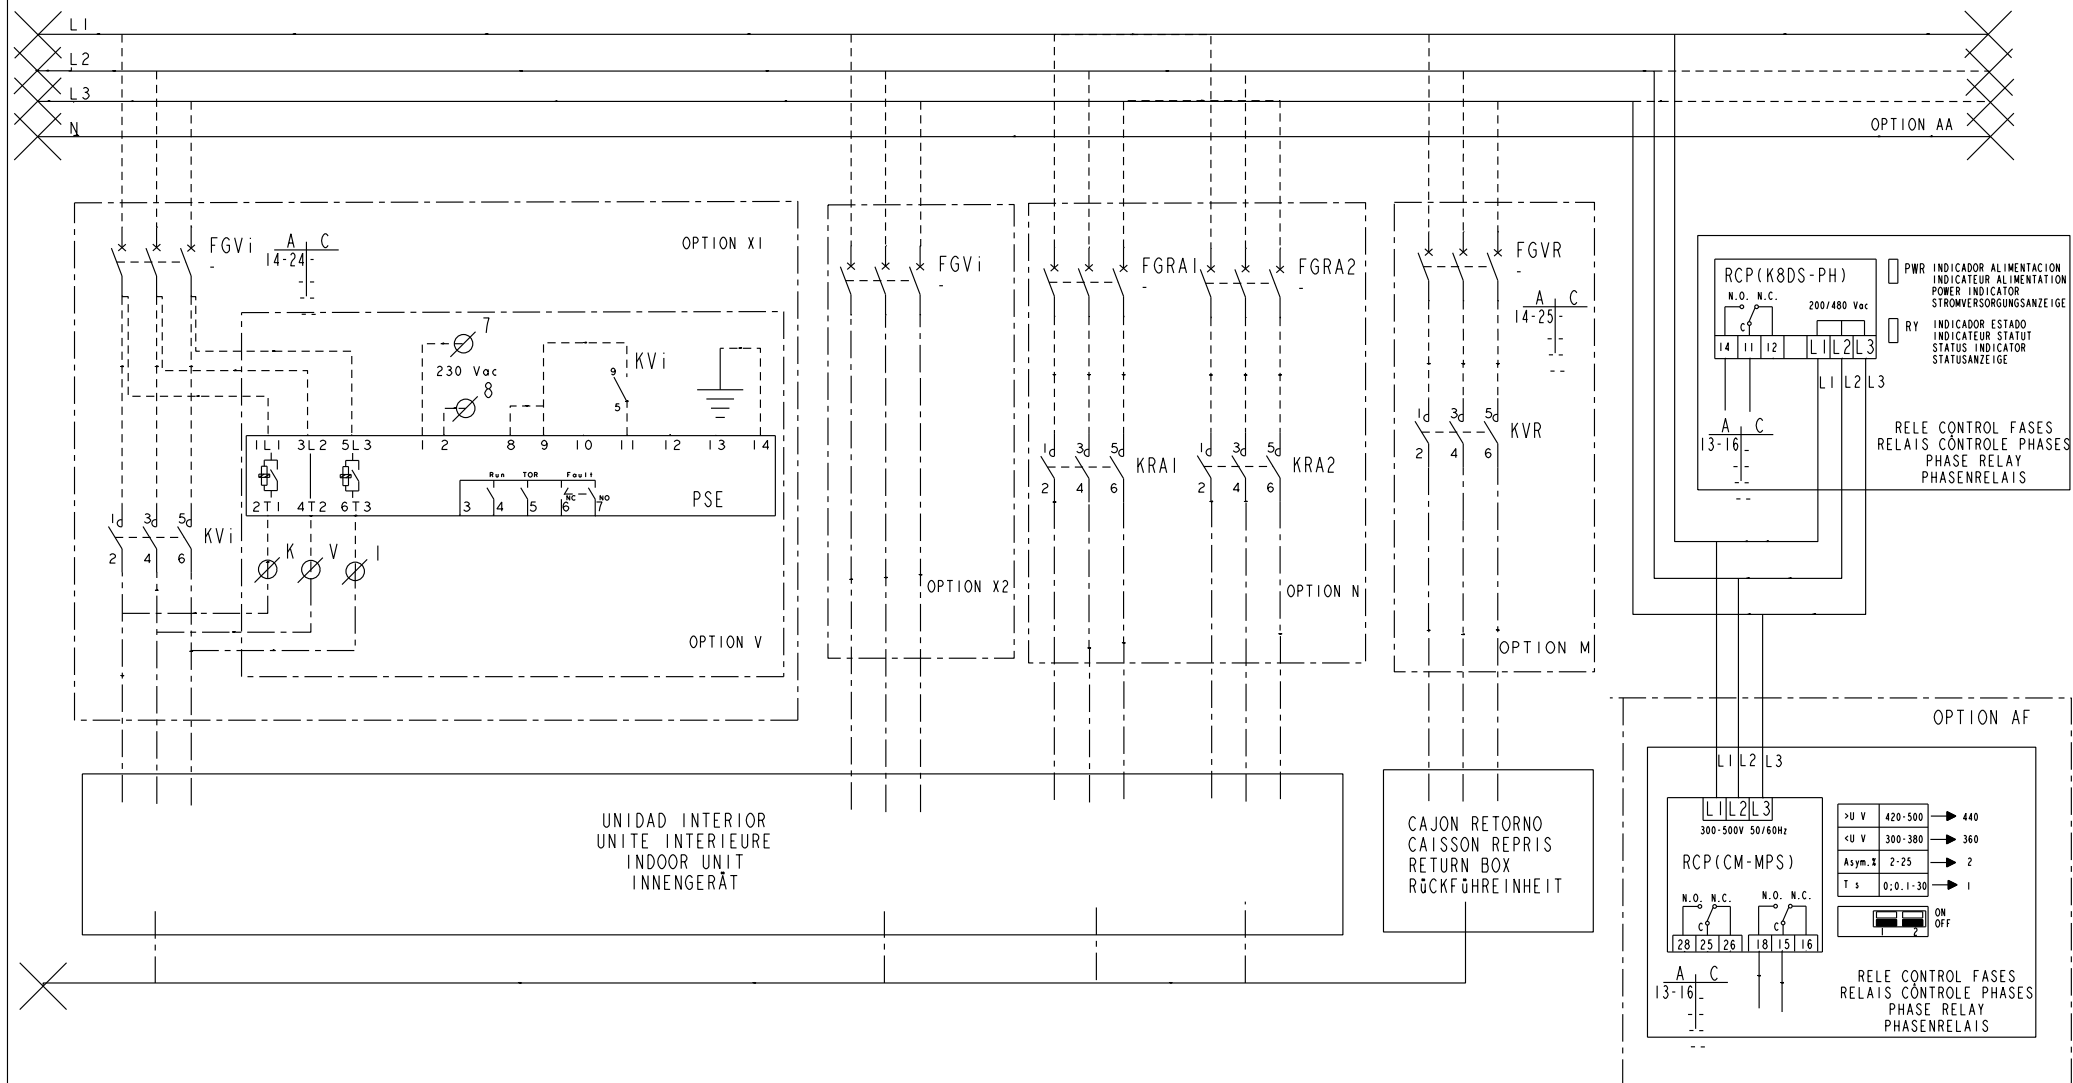 L1
L2
L3
N
OPTION AA
FGVi
-
A C
14-24 -
- -
- -
OPTION X1
7
230 Vac
8
KVi
9
5
1L1 3L2 5L3 1 2 8 9 10 11 12 13 14
Run TOR Fault
NC NO
2T1 4T2 6T3 3 4 5 6 7
PSE
1 3 5
KVi
2 4 6
K V I
OPTION V
FGVi
-
OPTION X2
FGRA1
-
FGRA2
-
1 3 5
KRA1
2 4 6
1 3 5
KRA2
2 4 6
OPTION N
FGVR
-
A C
14-25 -
- -
- -
1 3 5
KVR
2 4 6
OPTION M
RCP(K8DS-PH)
N.O. N.C.
200/480 Vac
C
14 11 12 L1 L2 L3
L1 L2 L3
PWR INDICADOR ALIMENTACION
INDICATEUR ALIMENTATION
POWER INDICATOR
STROMVERSORGUNGSANZEIGE
RY INDICADOR ESTADO
INDICATEUR STATUT
STATUS INDICATOR
STATUSANZEIGE
A C
13-16 -
- -
- -
RELE CONTROL FASES
RELAIS CONTROLE PHASES
PHASE RELAY
PHASENRELAIS
UNIDAD INTERIOR
UNITE INTERIEURE
INDOOR UNIT
INNENGERÄT
CAJON RETORNO
CAISSON REPRIS
RETURN BOX
RüCKFüHREINHEIT
OPTION AF
L1 L2 L3
L1 L2 L3
300-500V 50/60Hz
RCP(CM-MPS)
N.O. N.C. N.O. N.C.
C C
28 25 26 18 15 16
>U V 420-500 440
<U V 300-380 360
Asym.% 2-25 2
T s 0;0.1-30 1
ON
OFF
1 2
A C
13-16 -
- -
- -
RELE CONTROL FASES
RELAIS CONTROLE PHASES
PHASE RELAY
PHASENRELAIS